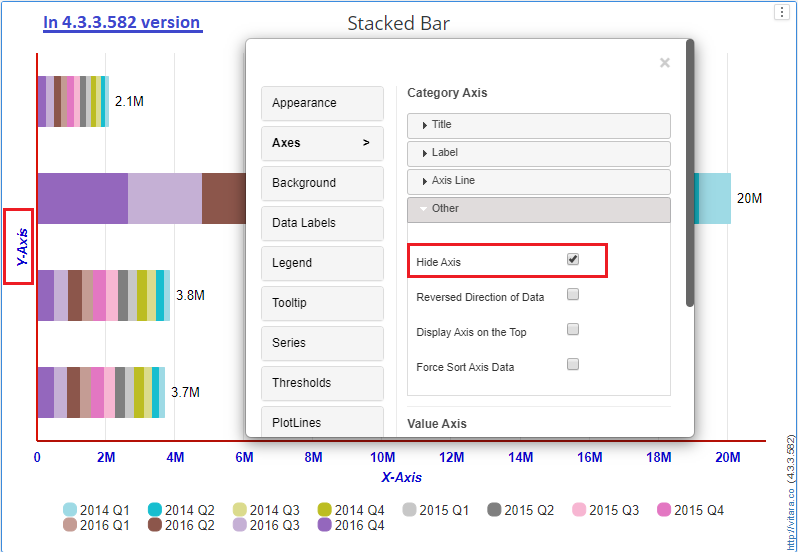 In 4.3.3.582 version
Stacked Bar
×
Appearance
Axes >
Background
Data Labels
Legend
Tooltip
Series
Thresholds
PlotLines
Category Axis
Title
Label
Axis Line
Other
Hide Axis
Reversed Direction of Data
Display Axis on the Top
Force Sort Axis Data
Value Axis
2.1M
20M
3.8M
3.7M
Y-Axis
0 2M 4M 6M 8M 10M 12M 14M 16M 18M 20M
X-Axis
2014 Q1 2014 Q2 2014 Q3 2014 Q4 2015 Q1 2015 Q2 2015 Q3 2015 Q4
2016 Q1 2016 Q2 2016 Q3 2016 Q4
http://vitara.co (4.3.3.582)